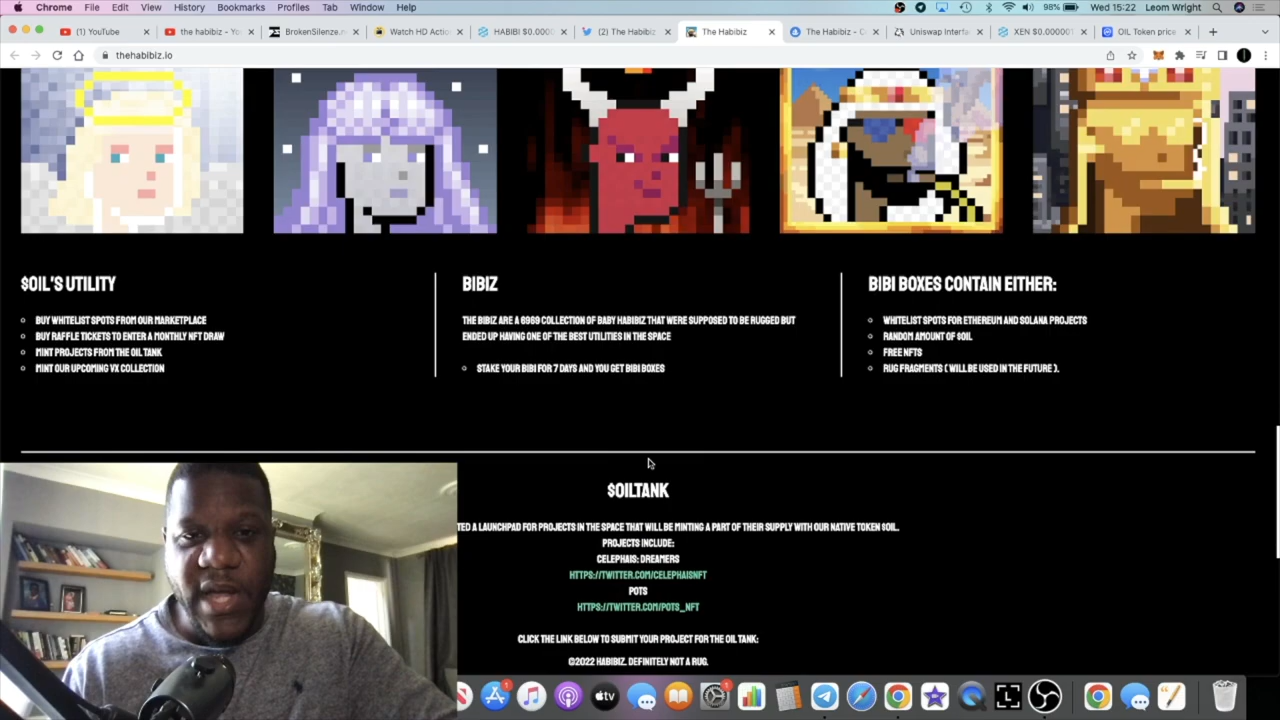 Chrome File Edit View History Bookmarks Profiles Tab Window Help 98% Wed 15:22 Leom Wright
(1) YouTube the habibiz - Yo BrokenSilenze.n Watch HD Actio HABIBI $0.000 (2) The Habibiz The Habibiz The Habibiz - C Uniswap Interfa XEN $0.000001 OIL Token price
thehabibiz.io
$OIL'S UTILITY
BUY WHITELIST SPOTS FROM OUR MARKETPLACE
BUY RAFFLE TICKETS TO ENTER A MONTHLY NFT DRAW
MINT PROJECTS FROM THE OIL TANK
MINT OUR UPCOMING VX COLLECTION
BIBIZ
THE BIBIZ ARE A 6969 COLLECTION OF BABY HABIBIZ THAT WERE SUPPOSED TO BE RUGGED BUT
ENDED UP HAVING ONE OF THE BEST UTILITIES IN THE SPACE
STAKE YOUR BIBI FOR 7 DAYS AND YOU GET BIBI BOXES
BIBI BOXES CONTAIN EITHER:
WHITELIST SPOTS FOR ETHEREUM AND SOLANA PROJECTS
RANDOM AMOUNT OF $OIL
FREE NFTS
RUG FRAGMENTS ( WILL BE USED IN THE FUTURE ).
$OILTANK
TED A LAUNCHPAD FOR PROJECTS IN THE SPACE THAT WILL BE MINTING A PART OF THEIR SUPPLY WITH OUR NATIVE TOKEN $OIL.
PROJECTS INCLUDE:
CELEPHAIS: DREAMERS
HTTPS://TWITTER.COM/CELEPHAISNFT
POTS
HTTPS://TWITTER.COM/POTS_NFT
CLICK THE LINK BELOW TO SUBMIT YOUR PROJECT FOR THE OIL TANK:
©2022 HABIBIZ. DEFINITELY NOT A RUG.
tv